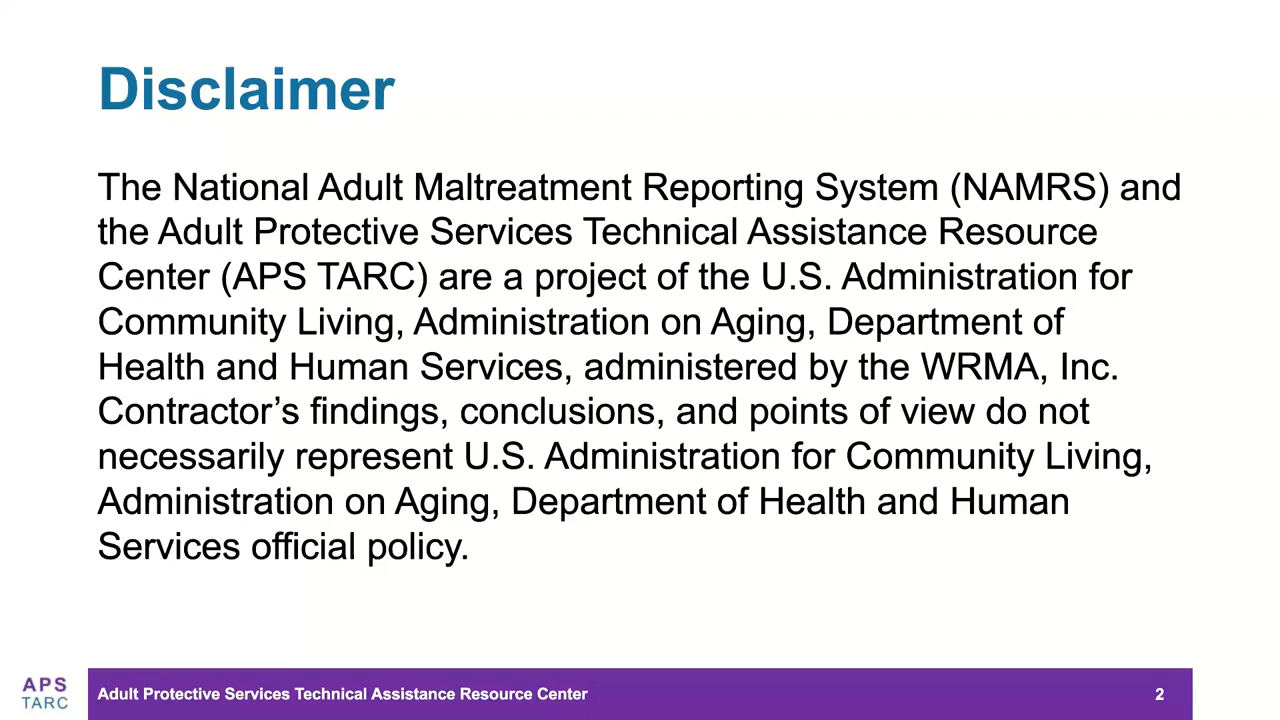 Disclaimer
The National Adult Maltreatment Reporting System (NAMRS) and
the Adult Protective Services Technical Assistance Resource
Center (APS TARC) are a project of the U.S. Administration for
Community Living, Administration on Aging, Department of
Health and Human Services, administered by the WRMA, Inc.
Contractor’s findings, conclusions, and points of view do not
necessarily represent U.S. Administration for Community Living,
Administration on Aging, Department of Health and Human
Services official policy.
APS
TARC
Adult Protective Services Technical Assistance Resource Center
2